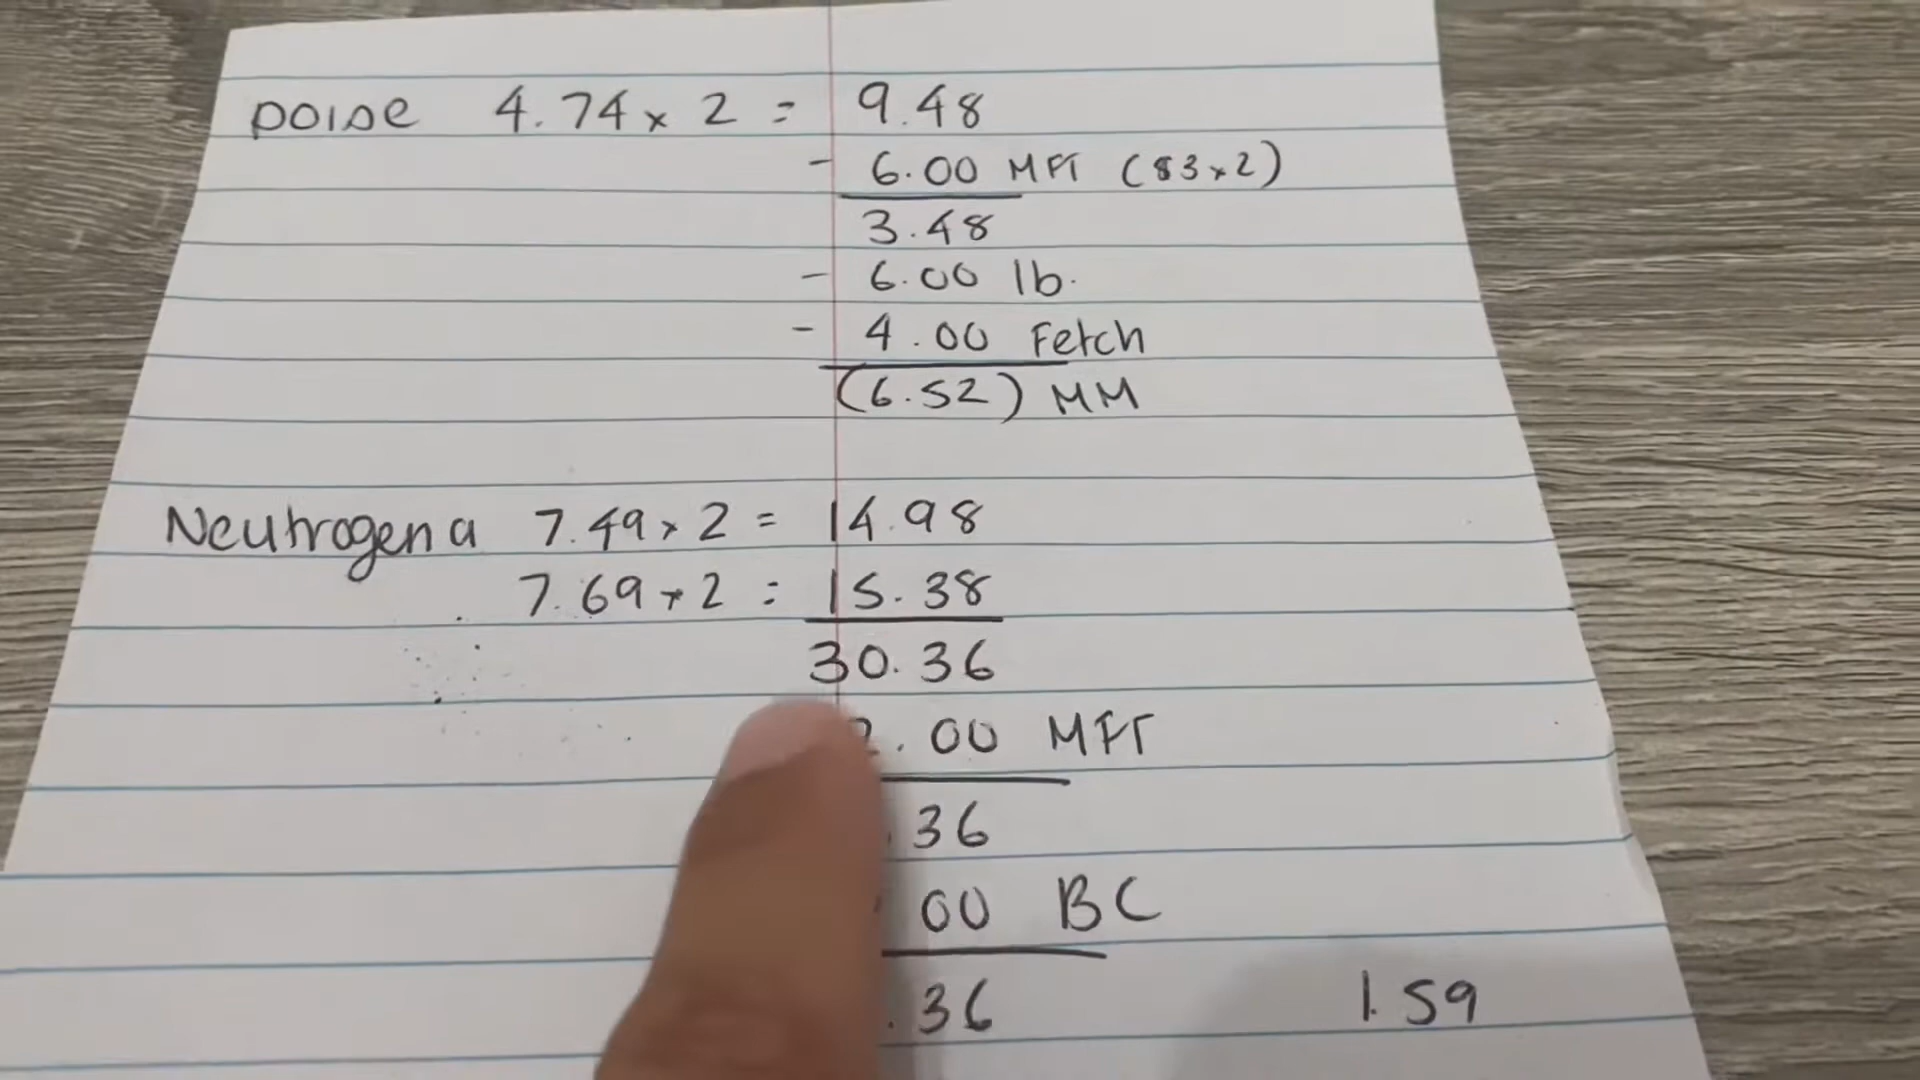 poise 4.74 x 2 = 9.48
- 6.00 MFT ($3 x 2)
3.48
- 6.00 Ib.
- 4.00 Fetch
(6.52) MM
Neutrogena 7.49 x 2 = 14.98
7.69 x 2 = 15.38
30.36
.00 MFT
.36
00 BC
.36 1.59